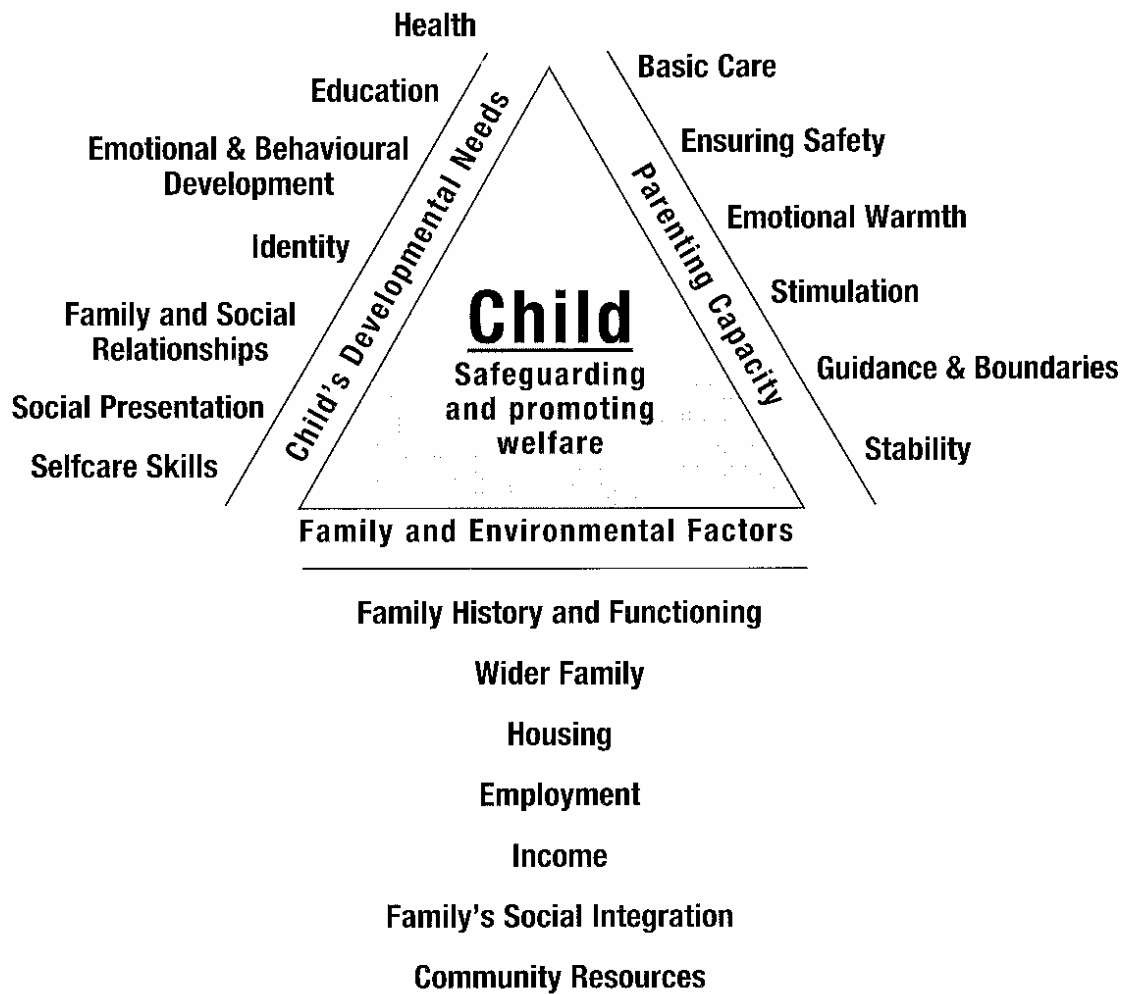 Health
Education
Emotional & Behavioural
Development
Identity
Family and Social
Relationships
Social Presentation
Selfcare Skills
Child's Developmental Needs
Basic Care
Ensuring Safety
Emotional Warmth
Stimulation
Guidance & Boundaries
Stability
Parenting Capacity
Child
Safeguarding
and promoting
welfare
Family and Environmental Factors
Family History and Functioning
Wider Family
Housing
Employment
Income
Family's Social Integration
Community Resources